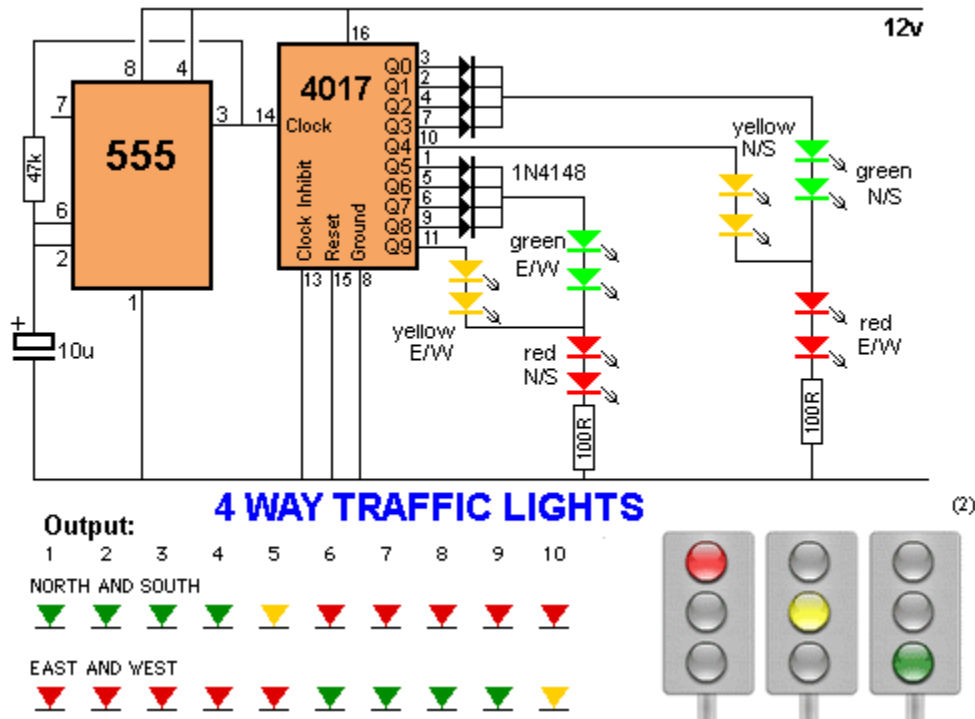 12v
16
8
4
7
3
14
555
4017
Clock
Clock Inhibit
Reset
Ground
Q0
Q1
Q2
Q3
Q4
Q5
Q6
Q7
Q8
Q9
3
2
4
7
10
1
5
6
9
11
1N4148
47k
6
2
1
13
15
8
+
10u
yellow
N/S
green
N/S
green
E/W
yellow
E/W
red
N/S
red
E/W
100R
100R
4 WAY TRAFFIC LIGHTS
(2)
Output:
1 2 3 4 5 6 7 8 9 10
NORTH AND SOUTH
EAST AND WEST